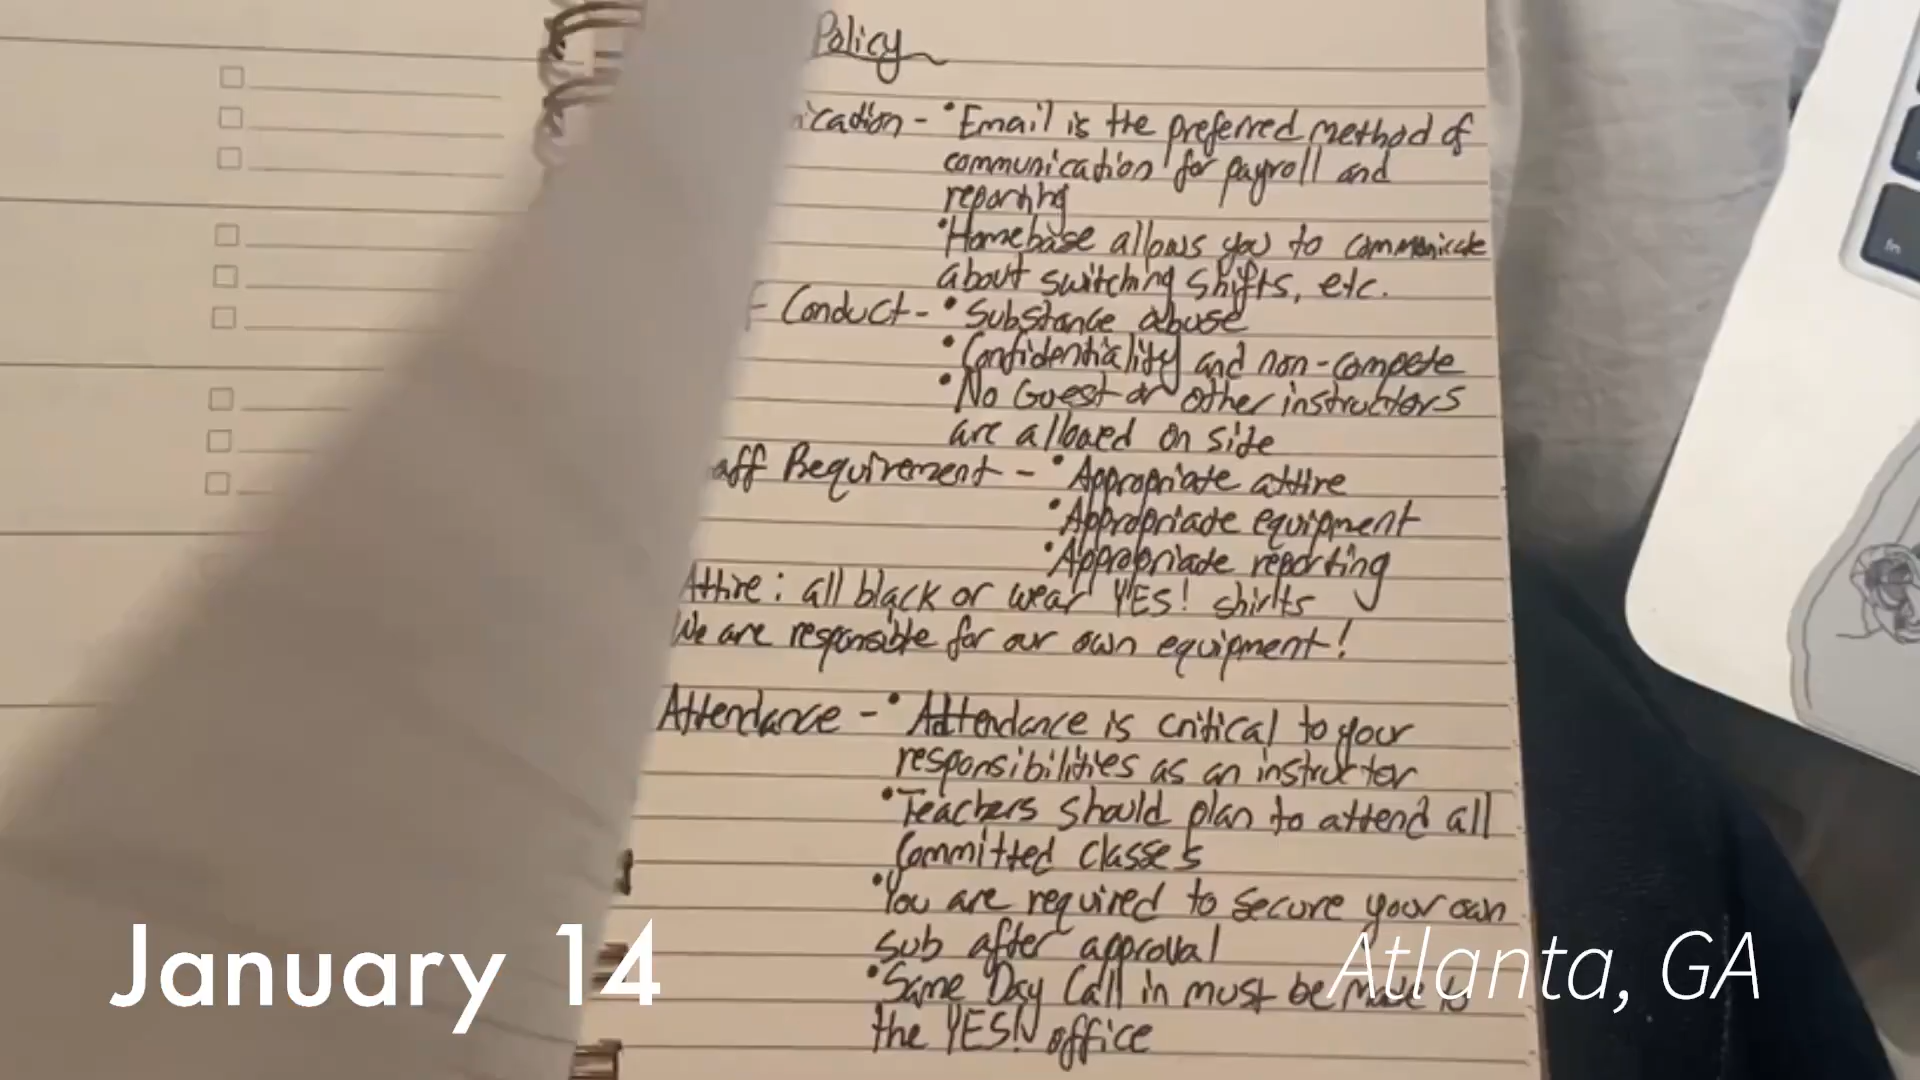 Policy
ication - • Email is the preferred method of
communication for payroll and
reporting
• Homebase allows you to communicate
about switching shifts, etc.
F Conduct - • Substance abuse
• Confidentiality and non-compete
• No Guest or other instructors
are allowed on site
aff Requirement - • Appropriate attire
• Appropriate equipment
• Appropriate reporting
Attire: all black or wear YES! shirts
We are responsible for our own equipment!
Attendance - • Attendance is critical to your
responsibilities as an instructor
• Teachers should plan to attend all
Committed classes
• You are required to secure your own
sub after approval
• Same Day Call in must be made to
the YES! office
January 14
Atlanta, GA
fn